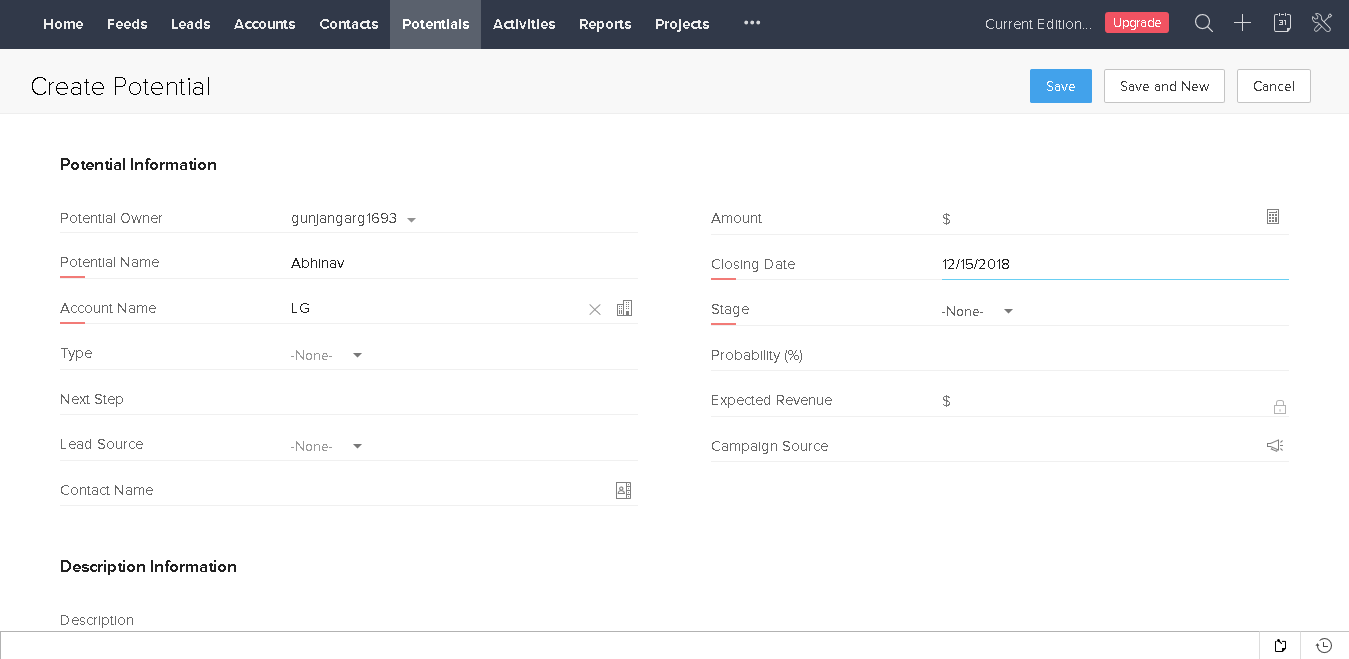 Home Feeds Leads Accounts Contacts Potentials Activities Reports Projects ••• Current Edition... Upgrade 31
Create Potential Save Save and New Cancel
Potential Information
Potential Owner gunjangarg1693 Amount $
Potential Name Abhinav Closing Date 12/15/2018
Account Name LG Stage -None-
Type -None- Probability (%)
Next Step Expected Revenue $
Lead Source -None- Campaign Source
Contact Name
Description Information
Description